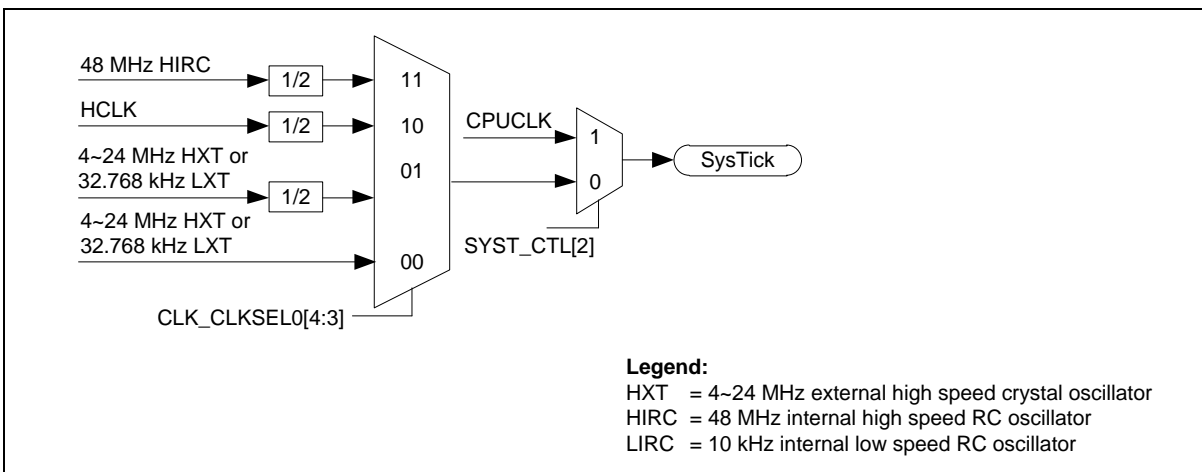 48 MHz HIRC
1/2
11
HCLK
1/2
10
CPUCLK
1
4~24 MHz HXT or
32.768 kHz LXT
1/2
01
0
SysTick
4~24 MHz HXT or
32.768 kHz LXT
00
SYST_CTL[2]
CLK_CLKSEL0[4:3]
Legend:
HXT = 4~24 MHz external high speed crystal oscillator
HIRC = 48 MHz internal high speed RC oscillator
LIRC = 10 kHz internal low speed RC oscillator